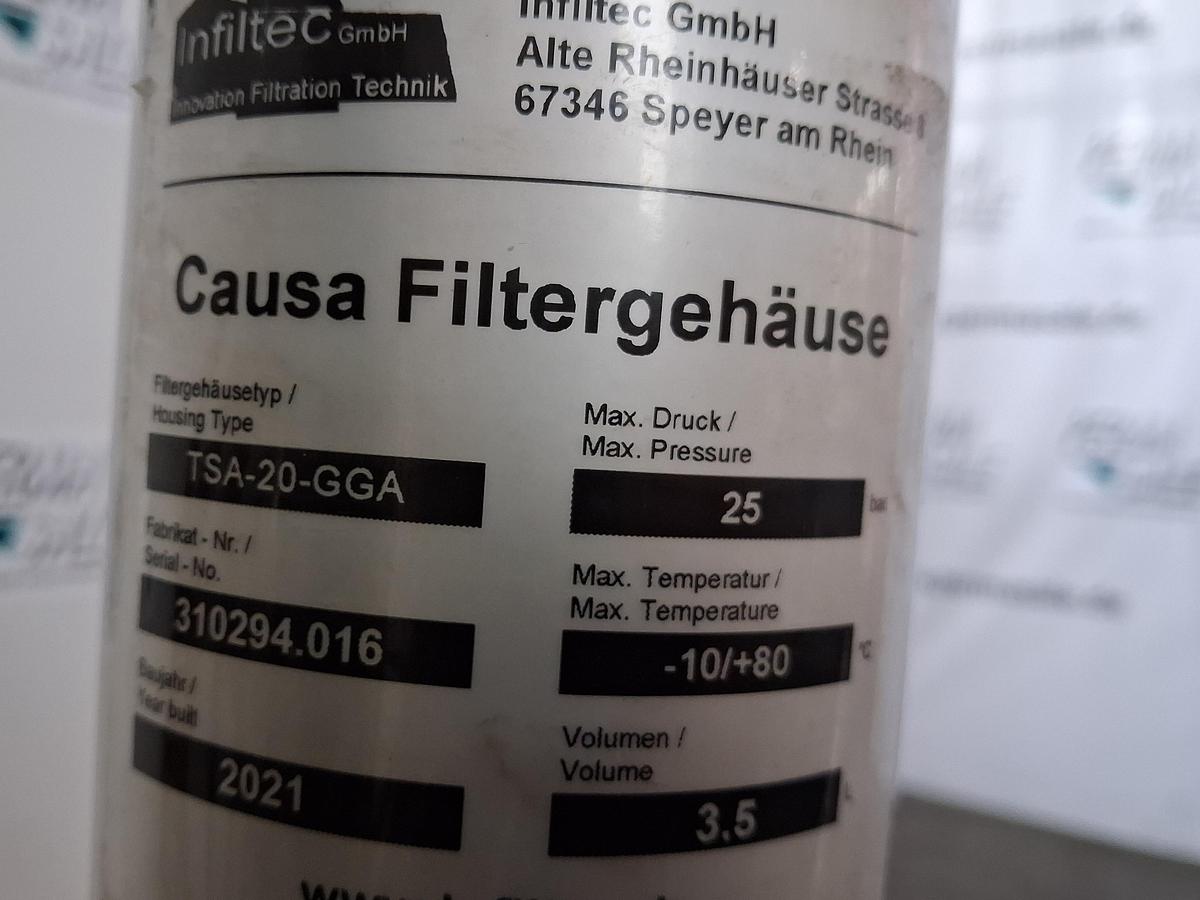 Infiltec GmbH
Innovation Filtration Technik
Infiltec GmbH
Alte Rheinhäuser Strasse 8
67346 Speyer am Rhein
Causa Filtergehäuse
Filtergehäusetyp /
Housing Type
TSA-20-GGA
Fabrikat - Nr. /
Serial - No.
310294.016
Baujahr /
Year built
2021
Max. Druck /
Max. Pressure
25 bar
Max. Temperatur /
Max. Temperature
-10/+80 °C
Volumen /
Volume
3.5 L